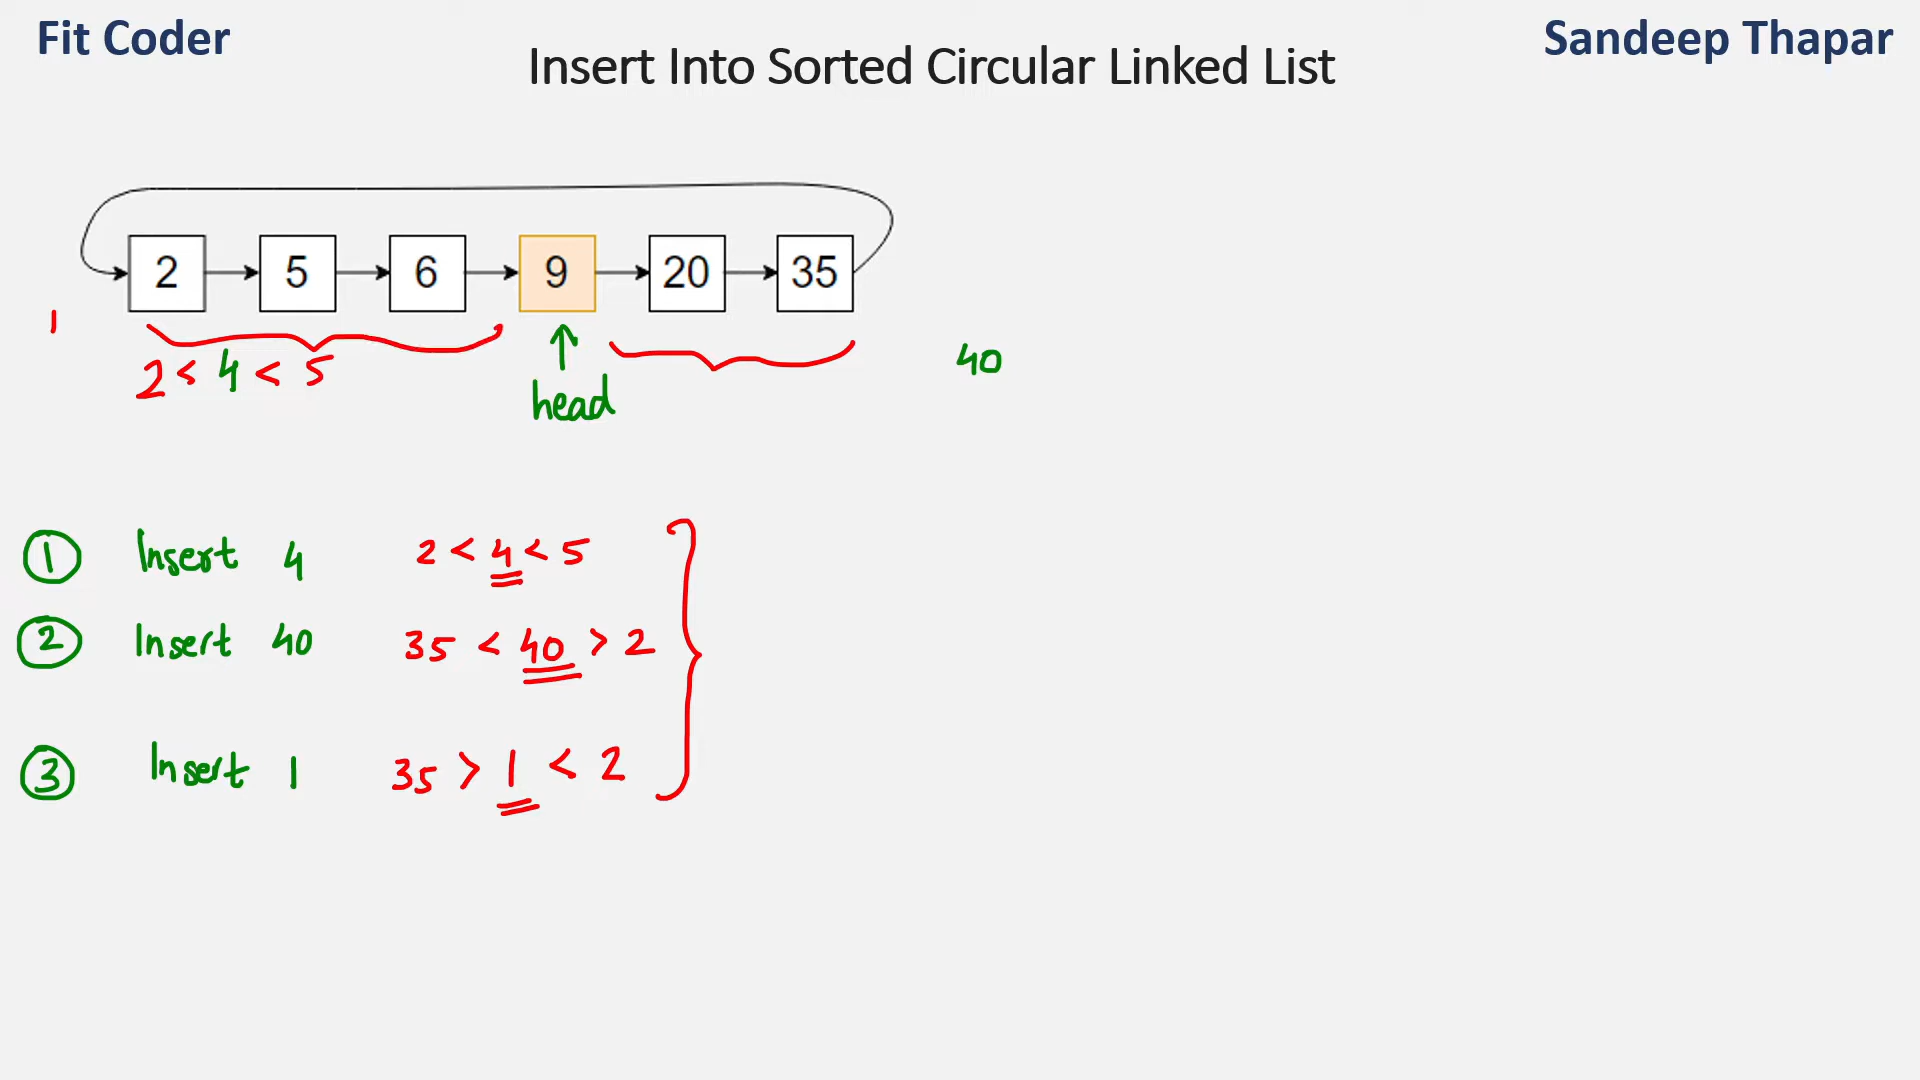 Fit Coder
Sandeep Thapar
Insert Into Sorted Circular Linked List
2 5 6 9 20 35
1
2 < 4 < 5
head
40
1 Insert 4 2 < 4 < 5
2 Insert 40 35 < 40 > 2
3 Insert 1 35 > 1 < 2